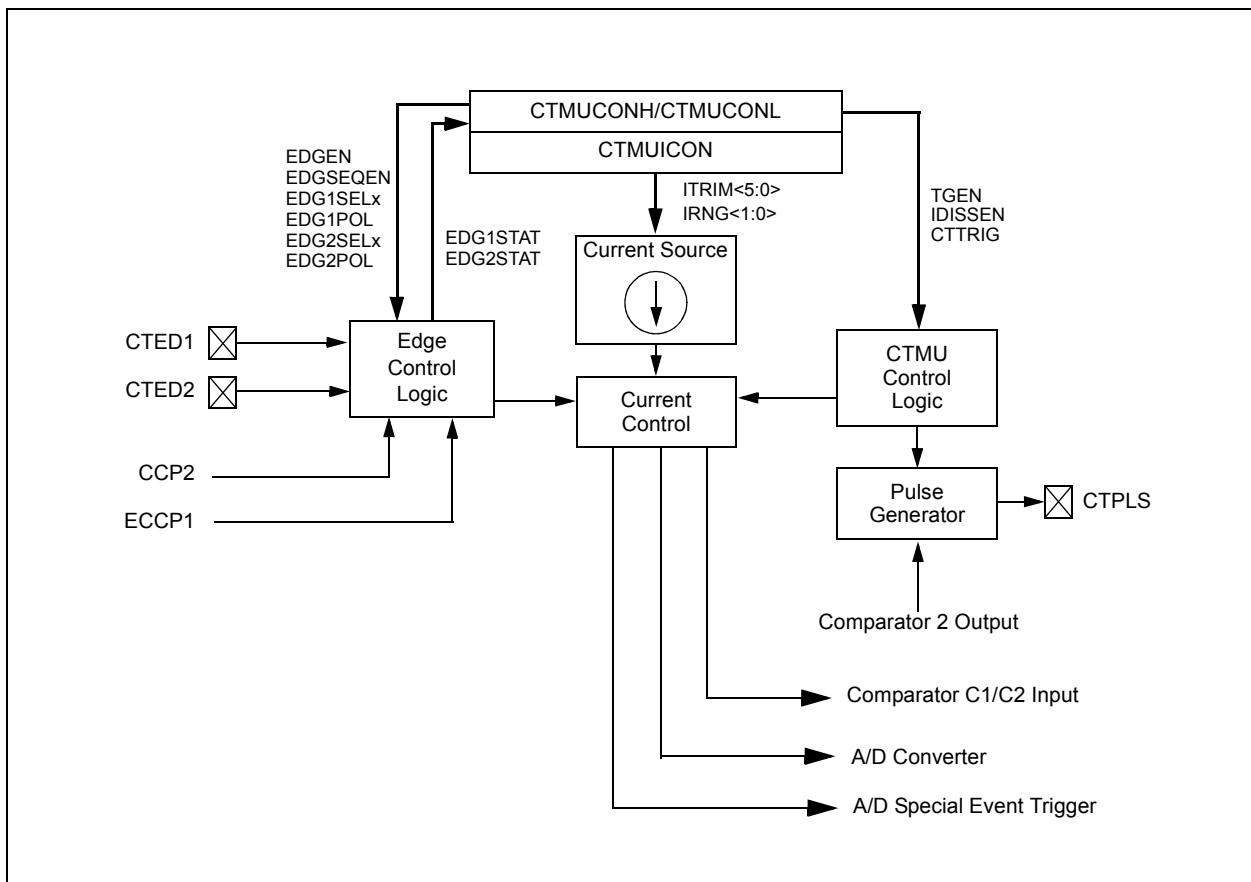 CTMUCONH/CTMUCONL
CTMUICON
EDGEN
EDGSEQEN
EDG1SELx
EDG1POL
EDG2SELx
EDG2POL
EDG1STAT
EDG2STAT
ITRIM<5:0>
IRNG<1:0>
TGEN
IDISSEN
CTTRIG
Current Source
CTED1
CTED2
Edge
Control
Logic
Current
Control
CTMU
Control
Logic
CCP2
ECCP1
Pulse
Generator
CTPLS
Comparator 2 Output
Comparator C1/C2 Input
A/D Converter
A/D Special Event Trigger